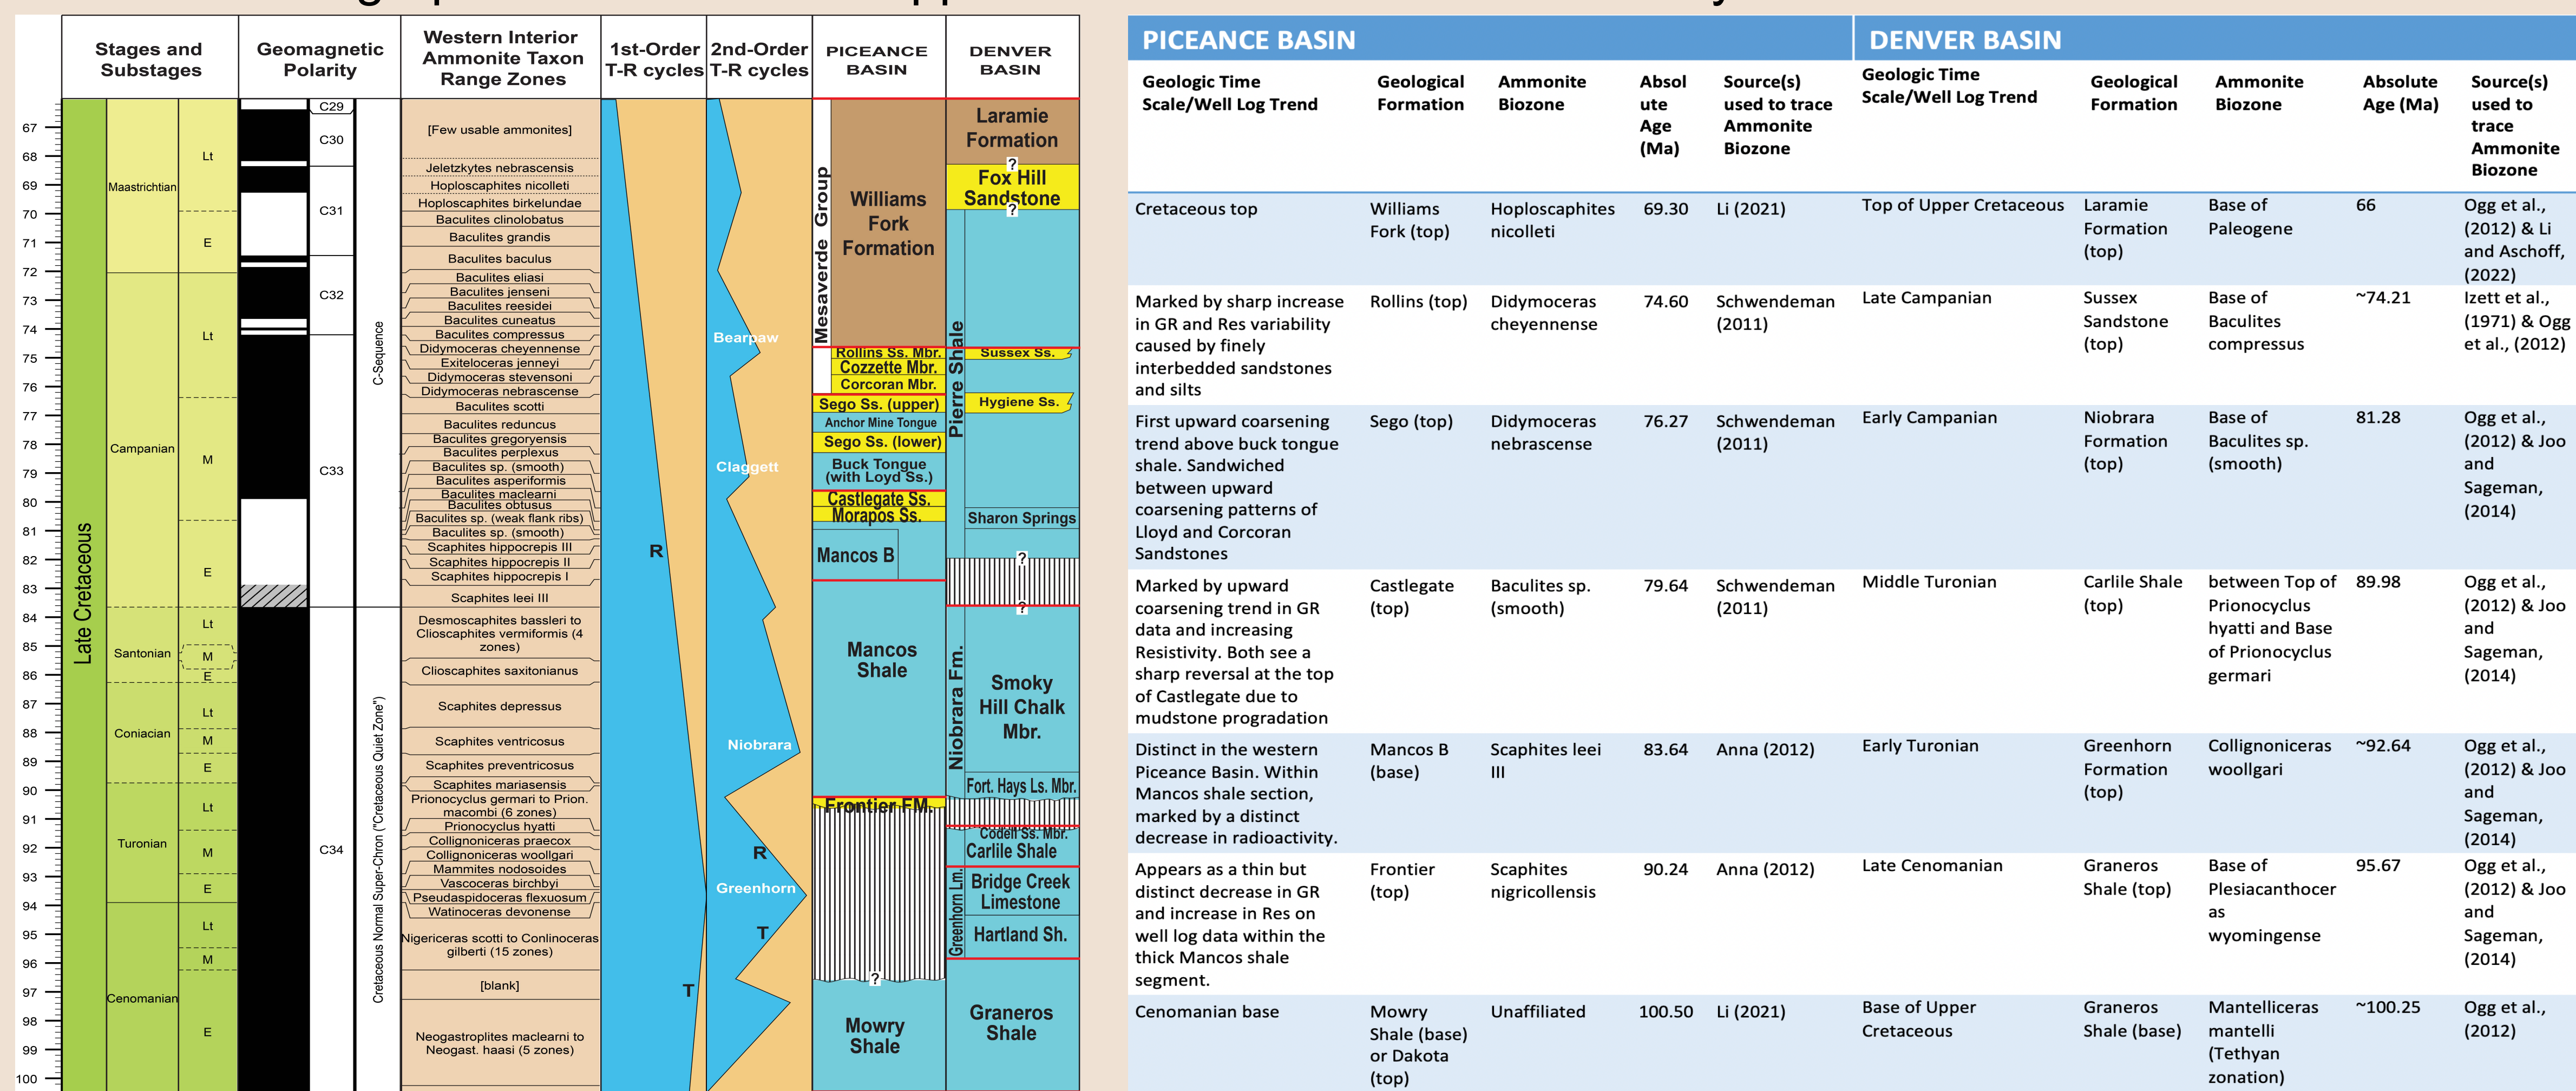 Stages and
Substages
Geomagnetic
Polarity
Western Interior
Ammonite Taxon
Range Zones
1st-Order
T-R cycles
2nd-Order
T-R cycles
PICEANCE
BASIN
DENVER
BASIN
67
68
69
70
71
72
73
74
75
76
77
78
79
80
81
82
83
84
85
86
87
88
89
90
91
92
93
94
95
96
97
98
99
100
Late Cretaceous
Maastrichtian
Campanian
Santonian
Coniacian
Turonian
Cenomanian
Lt
E
Lt
M
E
Lt
M
E
Lt
M
E
Lt
M
E
Lt
M
E
C29
C30
C31
C32
C33
C34
C-Sequence
Cretaceous Normal Super-Chron ("Cretaceous Quiet Zone")
[Few usable ammonites]
Jeletzkytes nebrascensis
Hoploscaphites nicolleti
Hoploscaphites birkelundae
Baculites clinolobatus
Baculites grandis
Baculites baculus
Baculites eliasi
Baculites jenseni
Baculites reesidei
Baculites cuneatus
Baculites compressus
Didymoceras cheyennense
Exiteloceras jenneyi
Didymoceras stevensoni
Didymoceras nebrascense
Baculites scotti
Baculites reduncus
Baculites gregoryensis
Baculites perplexus
Baculites sp. (smooth)
Baculites asperiformis
Baculites maclearni
Baculites obtusus
Baculites sp. (weak flank ribs)
Baculites sp. (smooth)
Scaphites hippocrepis III
Scaphites hippocrepis II
Scaphites hippocrepis I
Scaphites leei III
Desmoscaphites bassleri to
Clioscaphites vermiformis (4
zones)
Clioscaphites saxitonianus
Scaphites depressus
Scaphites ventricosus
Scaphites preventricosus
Scaphites mariasensis
Prionocyclus germari to Prion.
macombi (6 zones)
Prionocyclus hyatti
Collignoniceras praecox
Collignoniceras woollgari
Mammites nodosoides
Vascoceras birchbyi
Pseudaspidoceras flexuosum
Watinoceras devonense
Nigericeras scotti to Conlinoceras
gilberti (15 zones)
[blank]
Neogastroplites maclearni to
Neogast. haasi (5 zones)
R
T
Bearpaw
Claggett
Niobrara
R
Greenhorn
T
Mesaverde Group
Williams
Fork
Formation
Rollins Ss. Mbr.
Cozzette Mbr.
Corcoran Mbr.
Sego Ss. (upper)
Anchor Mine Tongue
Sego Ss. (lower)
Buck Tongue
(with Loyd Ss.)
Castlegate Ss.
Morapos Ss.
Mancos B
Mancos
Shale
Frontier FM.
?
Mowry
Shale
Laramie
Formation
?
Fox Hill
Sandstone
?
Pierre Shale
Sussex Ss.
Hygiene Ss.
Sharon Springs
?
?
Niobrara Fm.
Smoky
Hill Chalk
Mbr.
Fort. Hays Ls. Mbr.
Codell Ss. Mbr.
Carlile Shale
Greenhorn Lm.
Bridge Creek
Limestone
Hartland Sh.
Graneros
Shale
PICEANCE BASIN
DENVER BASIN
Geologic Time
Scale/Well Log Trend
Geological
Formation
Ammonite
Biozone
Absol
ute
Age
(Ma)
Source(s)
used to trace
Ammonite
Biozone
Geologic Time
Scale/Well Log Trend
Geological
Formation
Ammonite
Biozone
Absolute
Age (Ma)
Source(s)
used to
trace
Ammonite
Biozone
Cretaceous top
Williams
Fork (top)
Hoploscaphites
nicolleti
69.30
Li (2021)
Top of Upper Cretaceous
Laramie
Formation
(top)
Base of
Paleogene
66
Ogg et al.,
(2012) & Li
and Aschoff,
(2022)
Marked by sharp increase
in GR and Res variability
caused by finely
interbedded sandstones
and silts
Rollins (top)
Didymoceras
cheyennense
74.60
Schwendeman
(2011)
Late Campanian
Sussex
Sandstone
(top)
Base of
Baculites
compressus
~74.21
Izett et al.,
(1971) & Ogg
et al., (2012)
First upward coarsening
trend above buck tongue
shale. Sandwiched
between upward
coarsening patterns of
Lloyd and Corcoran
Sandstones
Sego (top)
Didymoceras
nebrascense
76.27
Schwendeman
(2011)
Early Campanian
Niobrara
Formation
(top)
Base of
Baculites sp.
(smooth)
81.28
Ogg et al.,
(2012) & Joo
and
Sageman,
(2014)
Marked by upward
coarsening trend in GR
data and increasing
Resistivity. Both see a
sharp reversal at the top
of Castlegate due to
mudstone progradation
Castlegate
(top)
Baculites sp.
(smooth)
79.64
Schwendeman
(2011)
Middle Turonian
Carlile Shale
(top)
between Top of
Prionocyclus
hyatti and Base
of Prionocyclus
germari
89.98
Ogg et al.,
(2012) & Joo
and
Sageman,
(2014)
Distinct in the western
Piceance Basin. Within
Mancos shale section,
marked by a distinct
decrease in radioactivity.
Mancos B
(base)
Scaphites leei
III
83.64
Anna (2012)
Early Turonian
Greenhorn
Formation
(top)
Collignoniceras
woollgari
~92.64
Ogg et al.,
(2012) & Joo
and
Sageman,
(2014)
Appears as a thin but
distinct decrease in GR
and increase in Res on
well log data within the
thick Mancos shale
segment.
Frontier
(top)
Scaphites
nigricollensis
90.24
Anna (2012)
Late Cenomanian
Graneros
Shale (top)
Base of
Plesiacanthocer
as
wyomingense
95.67
Ogg et al.,
(2012) & Joo
and
Sageman,
(2014)
Cenomanian base
Mowry
Shale (base)
or Dakota
(top)
Unaffiliated
100.50
Li (2021)
Base of Upper
Cretaceous
Graneros
Shale (base)
Mantelliceras
mantelli
(Tethyan
zonation)
~100.25
Ogg et al.,
(2012)